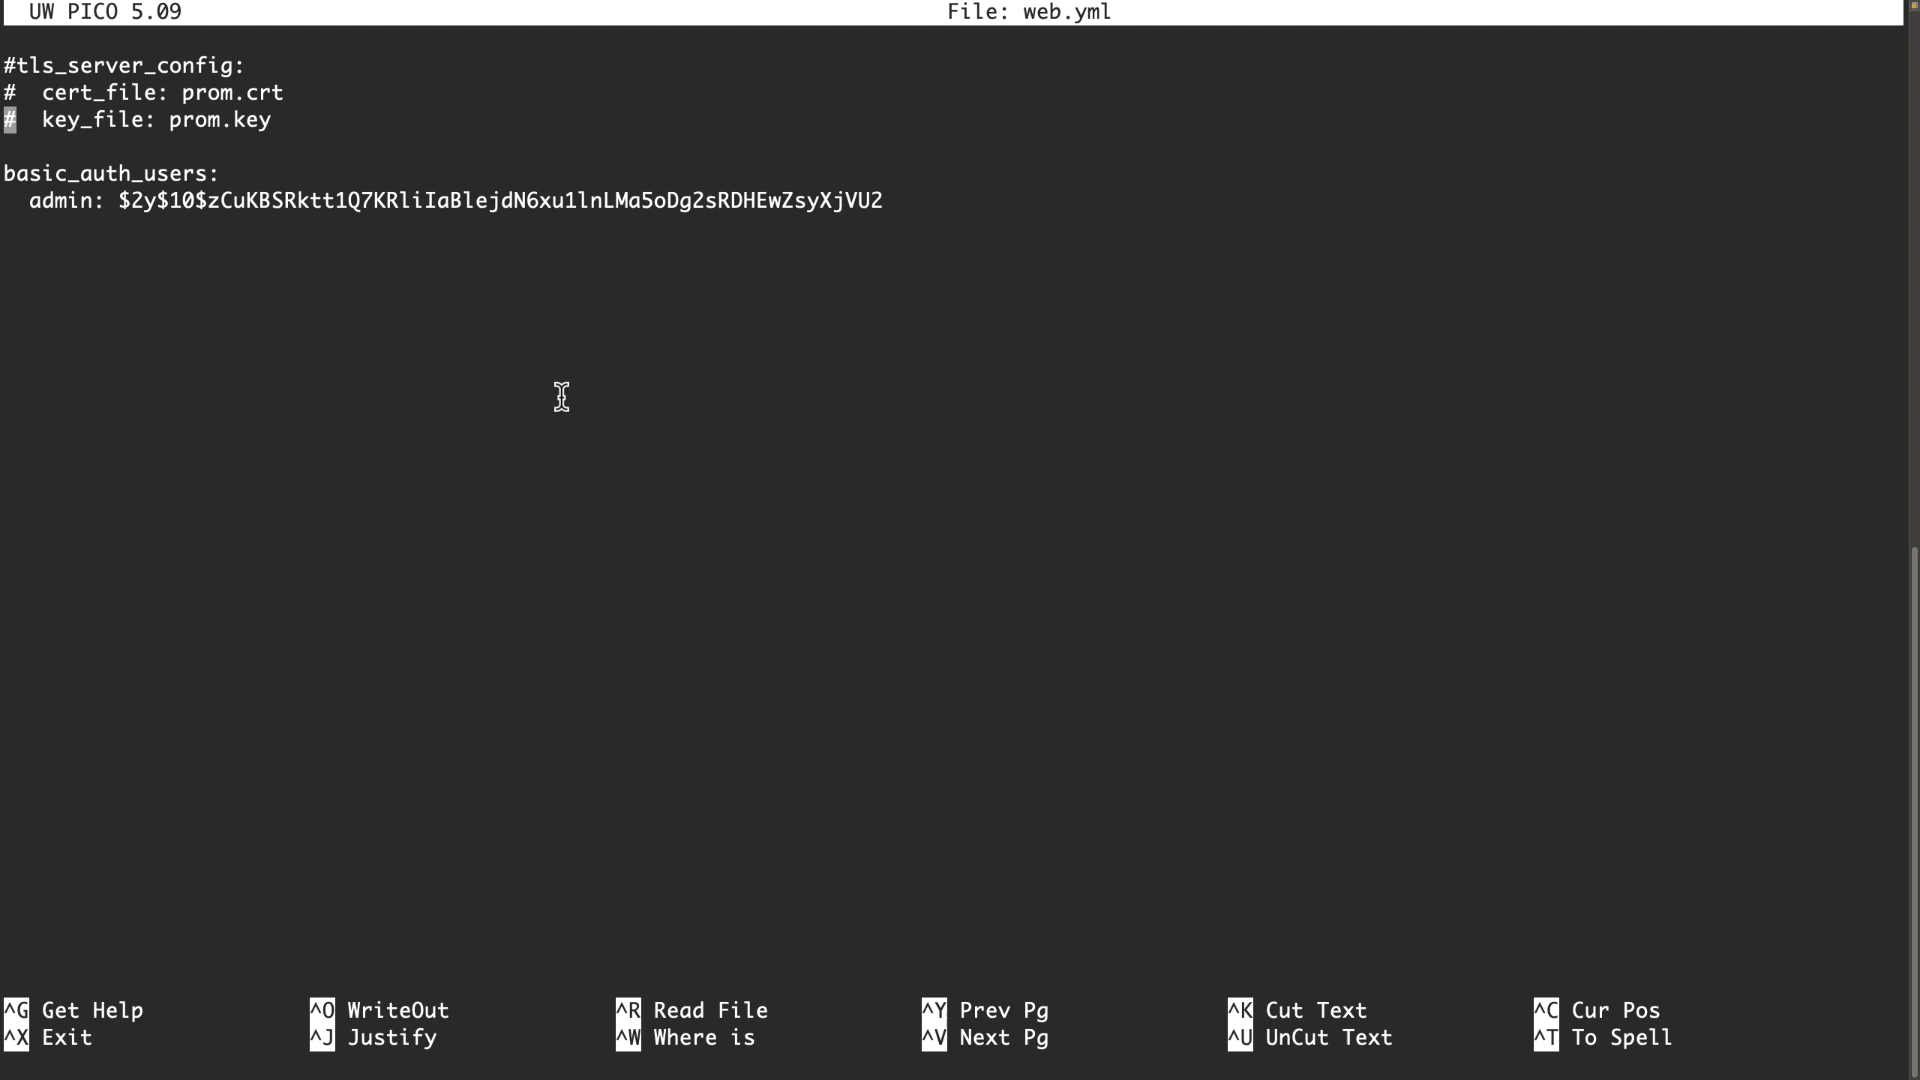 UW PICO 5.09 File: web.yml
#tls_server_config:
#  cert_file: prom.crt
#  key_file: prom.key
basic_auth_users:
  admin: $2y$10$zCuKBSRktt1Q7KRliIaBlejdN6xu1lnLMa5oDg2sRDHEwZsyXjVU2
^G Get Help ^O WriteOut ^R Read File ^Y Prev Pg ^K Cut Text ^C Cur Pos
^X Exit ^J Justify ^W Where is ^V Next Pg ^U UnCut Text ^T To Spell